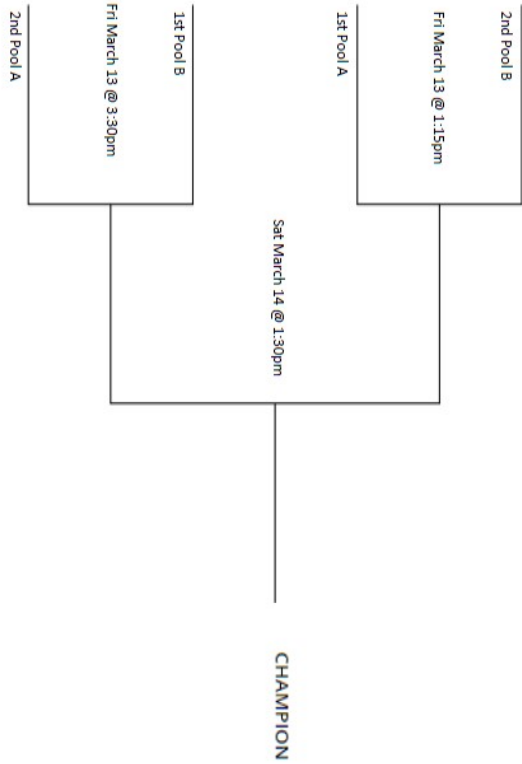 2nd Pool B
Fri March 13 @ 1:15pm
1st Pool A
Sat March 14 @ 1:30pm
1st Pool B
Fri March 13 @ 3:30pm
2nd Pool A
CHAMPION